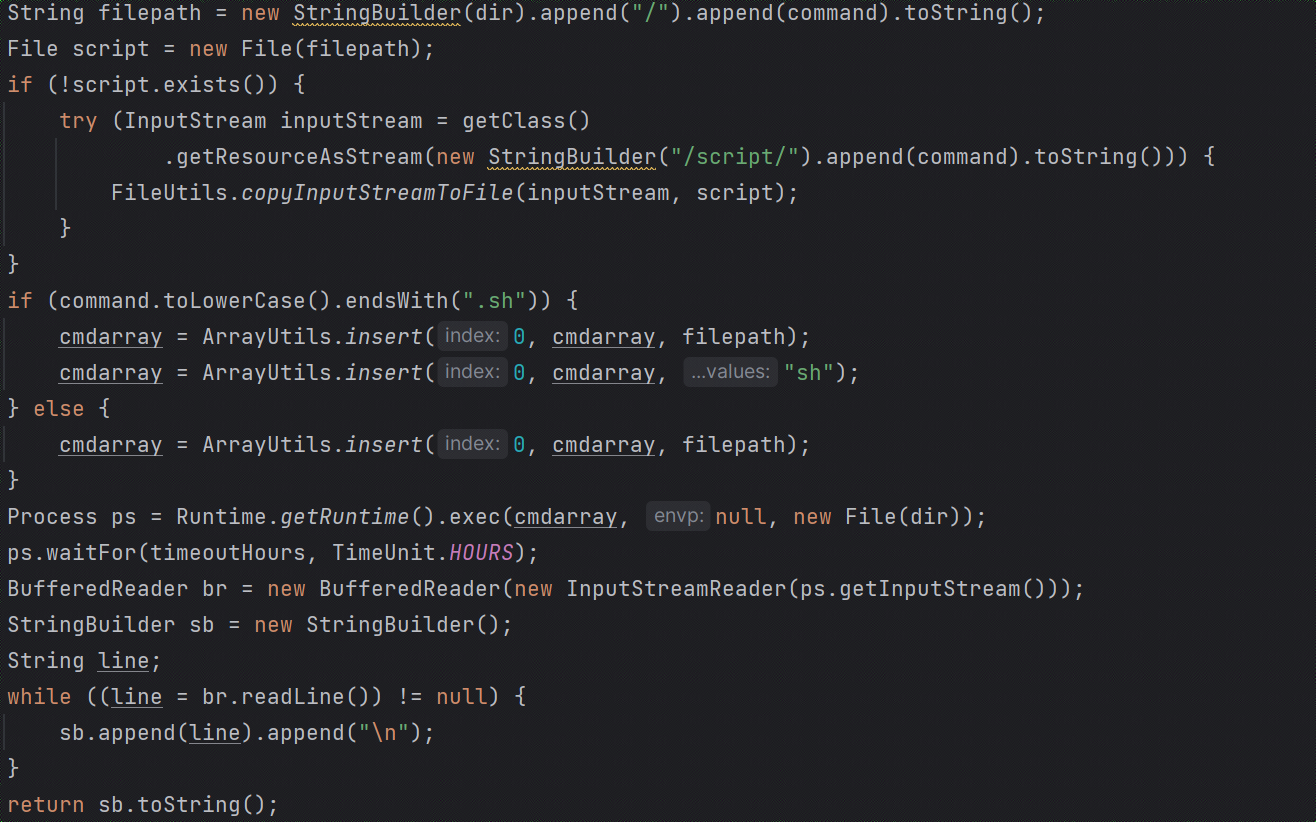 String filepath = new StringBuilder(dir).append("/").append(command).toString();
File script = new File(filepath);
if (!script.exists()) {
    try (InputStream inputStream = getClass()
            .getResourceAsStream(new StringBuilder("/script/").append(command).toString())) {
        FileUtils.copyInputStreamToFile(inputStream, script);
    }
}
if (command.toLowerCase().endsWith(".sh")) {
    cmdarray = ArrayUtils.insert( index: 0, cmdarray, filepath);
    cmdarray = ArrayUtils.insert( index: 0, cmdarray, ...values: "sh");
} else {
    cmdarray = ArrayUtils.insert( index: 0, cmdarray, filepath);
}
Process ps = Runtime.getRuntime().exec(cmdarray, envp: null, new File(dir));
ps.waitFor(timeoutHours, TimeUnit.HOURS);
BufferedReader br = new BufferedReader(new InputStreamReader(ps.getInputStream()));
StringBuilder sb = new StringBuilder();
String line;
while ((line = br.readLine()) != null) {
    sb.append(line).append("\n");
}
return sb.toString();